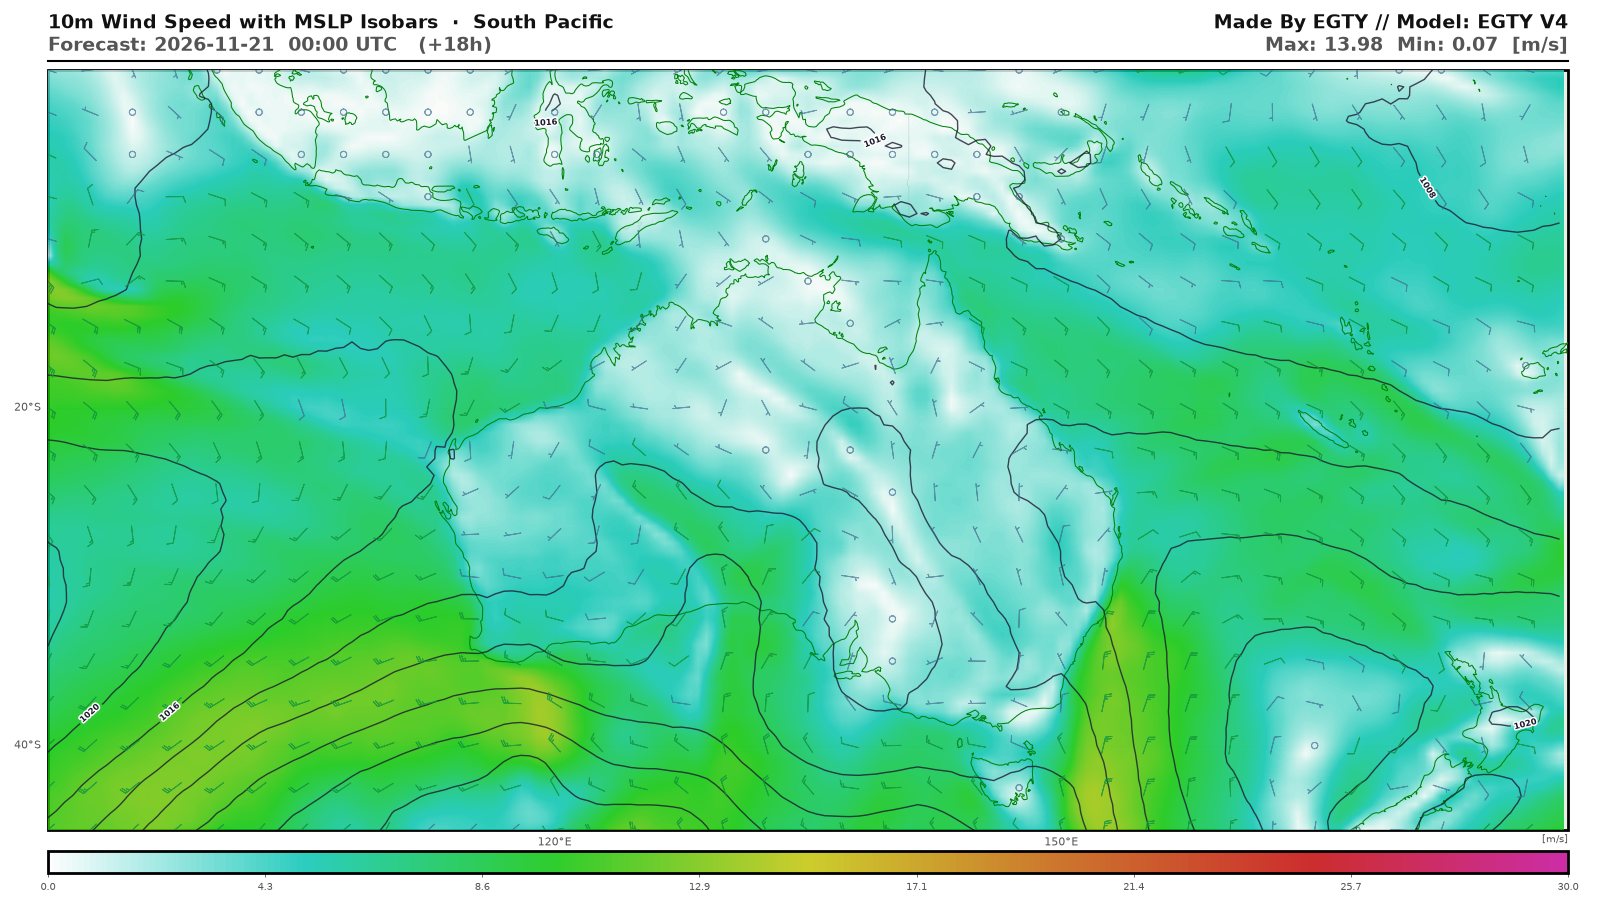 10m Wind Speed with MSLP Isobars · South Pacific
Made By EGTY // Model: EGTY V4
Forecast: 2026-11-21 00:00 UTC (+18h)
Max: 13.98 Min: 0.07 [m/s]
1016
1016
1008
20°S
1020
1016
1020
40°S
120°E
150°E
[m/s]
0.0
4.3
8.6
12.9
17.1
21.4
25.7
30.0